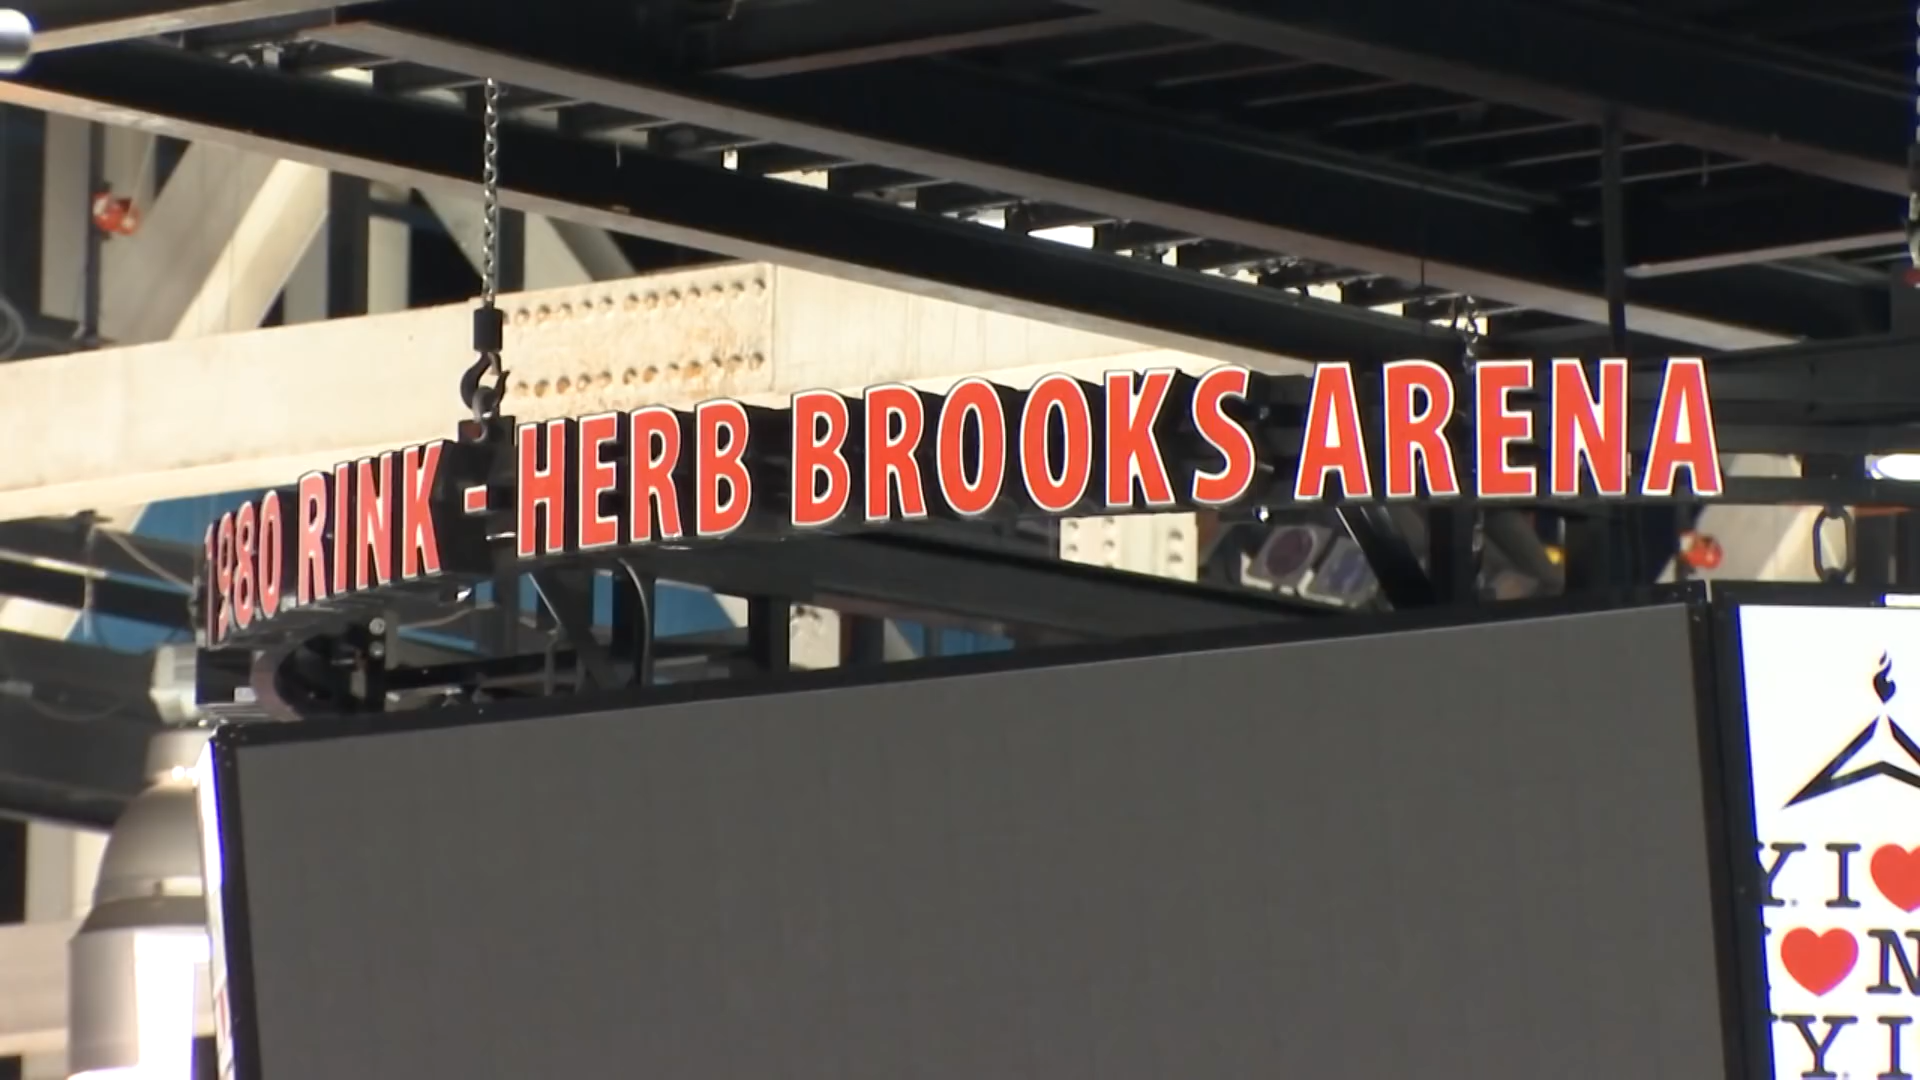 1980 RINK - HERB BROOKS ARENA
Y I ♥
♥ N
Y I